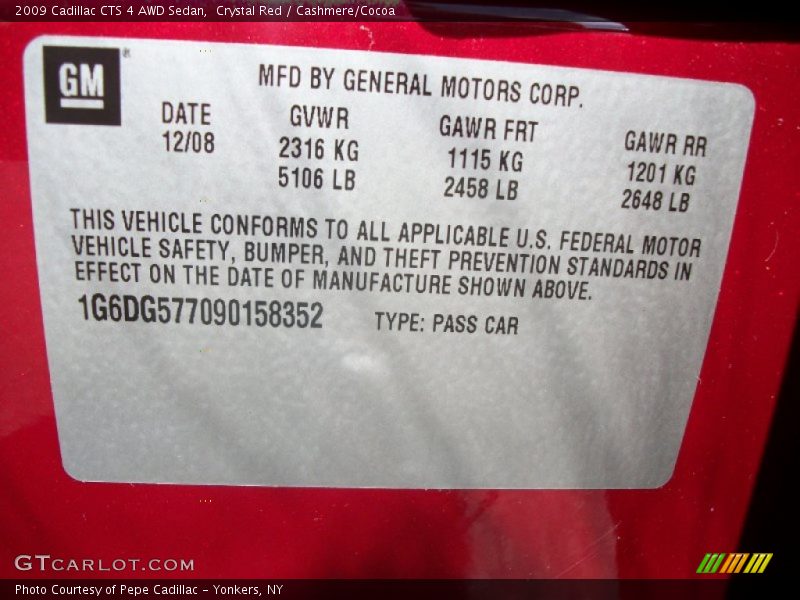 2009 Cadillac CTS 4 AWD Sedan, Crystal Red / Cashmere/Cocoa
GM ®
MFD BY GENERAL MOTORS CORP.
DATE GVWR GAWR FRT GAWR RR
12/08 2316 KG 1115 KG 1201 KG
5106 LB 2458 LB 2648 LB
THIS VEHICLE CONFORMS TO ALL APPLICABLE U.S. FEDERAL MOTOR
VEHICLE SAFETY, BUMPER, AND THEFT PREVENTION STANDARDS IN
EFFECT ON THE DATE OF MANUFACTURE SHOWN ABOVE.
1G6DG577090158352 TYPE: PASS CAR
GTCARLOT.COM
Photo Courtesy of Pepe Cadillac - Yonkers, NY